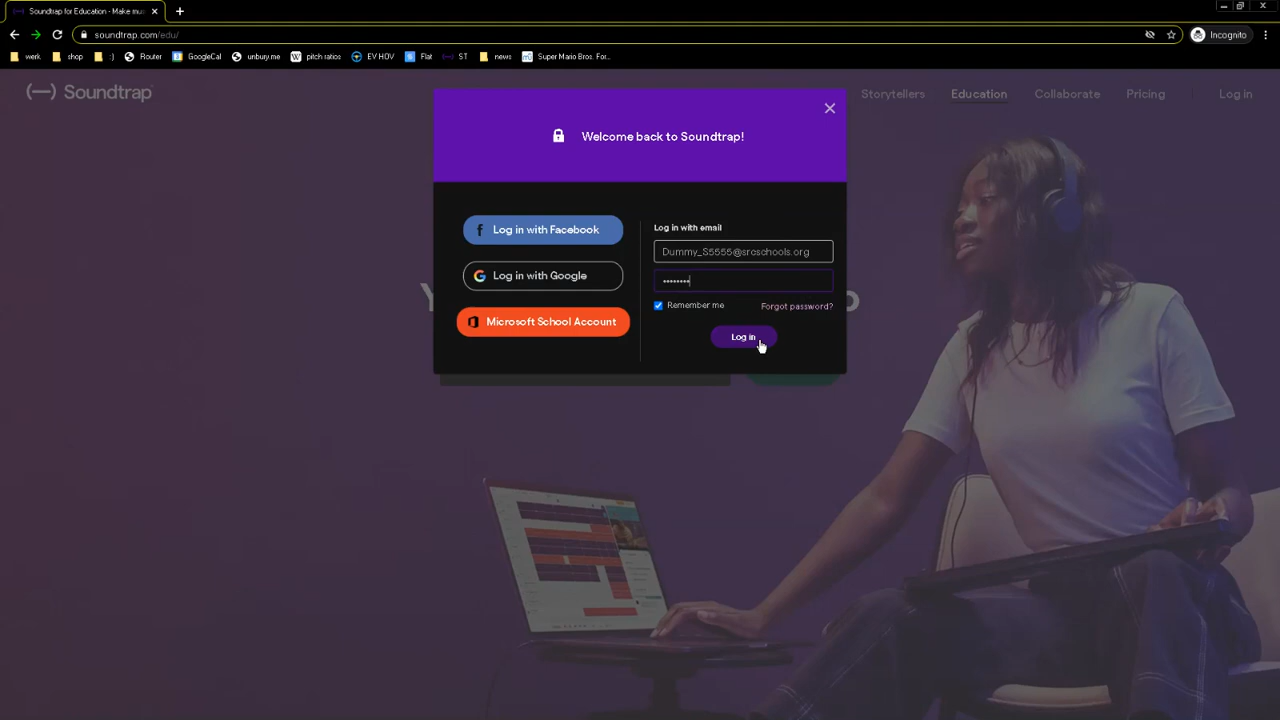 Soundtrap for Education - Make mu
soundtrap.com/edu/
Incognito
werk
shop
:)
Router
GoogleCal
unbury.me
pitch ratios
EV HOV
Flat
ST
news
Super Mario Bros. For...
Soundtrap
Storytellers
Education
Collaborate
Pricing
Log in
Welcome back to Soundtrap!
Log in with Facebook
Log in with Google
Microsoft School Account
Log in with email
Dummy_S5555@srcschools.org
••••••••
Remember me
Forgot password?
Log in